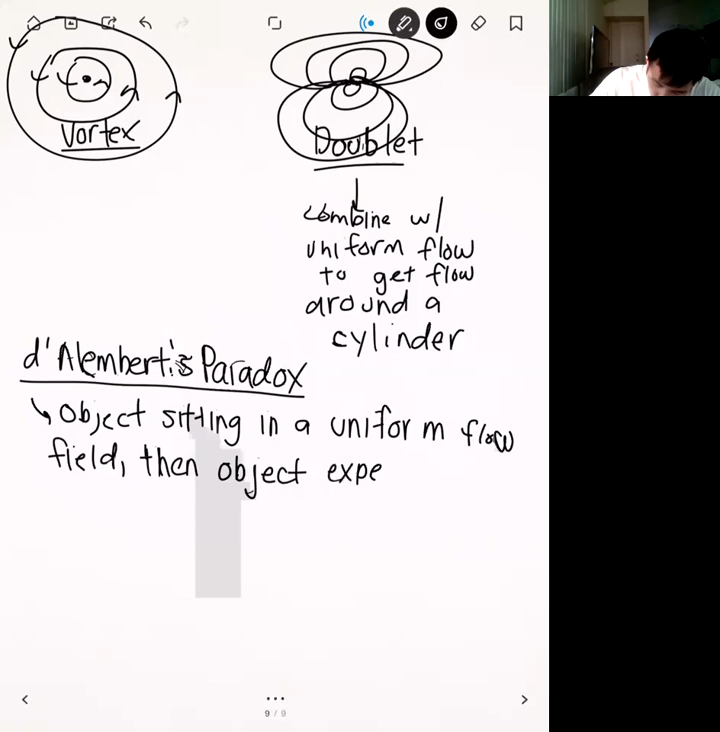 Vortex
Doublet
combine w/
uniform flow
to get flow
around a
cylinder
d'Alembert's Paradox
object sitting in a uniform flow
field, then object expe
9 / 9